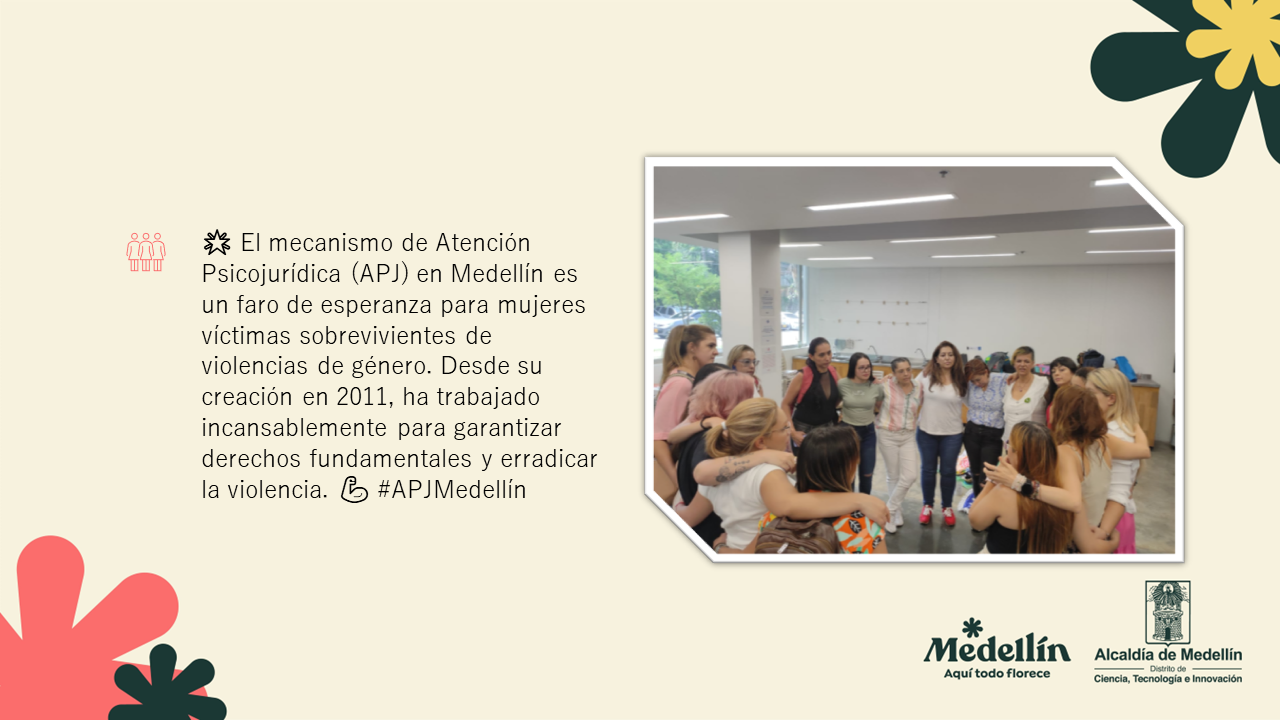 🌟 El mecanismo de Atención
Psicojurídica (APJ) en Medellín es
un faro de esperanza para mujeres
víctimas sobrevivientes de
violencias de género. Desde su
creación en 2011, ha trabajado
incansablemente para garantizar
derechos fundamentales y erradicar
la violencia. 💪 #APJMedellín
Medellín
Aquí todo florece
Alcaldía de Medellín
Distrito de
Ciencia, Tecnología e Innovación